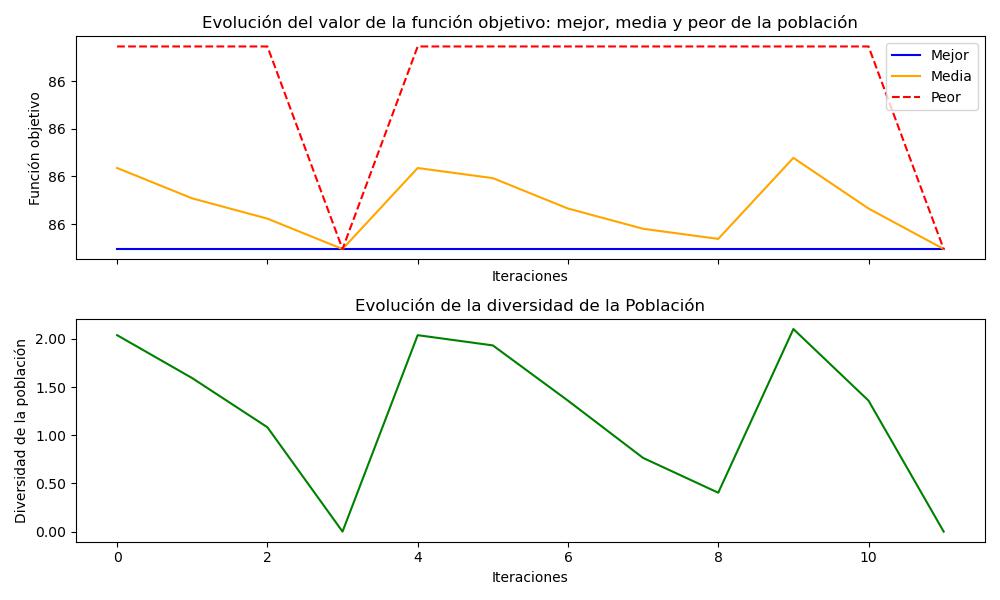 Evolución del valor de la función objetivo: mejor, media y peor de la población
Función objetivo
86
86
86
86
Mejor
Media
Peor
Iteraciones
Evolución de la diversidad de la Población
Diversidad de la población
2.00
1.50
1.00
0.50
0.00
0 2 4 6 8 10
Iteraciones